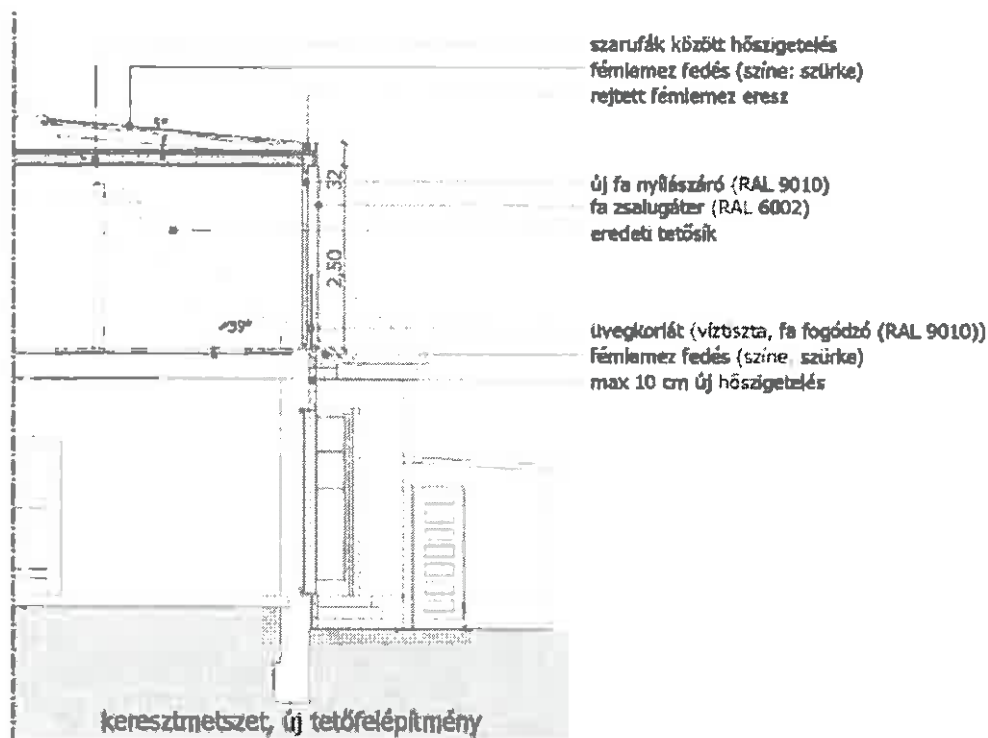 szarufák között hőszigetelés
fémlemez fedés (színe: szürke)
rejtett fémlemez eresz
32
új fa nyílászáró (RAL 9010)
fa zsalugáter (RAL 6002)
eredeti tetősík
2,50
39°
üvegkorlát (víztiszta, fa fogódzó (RAL 9010))
fémlemez fedés (színe, szürke)
max 10 cm új hőszigetelés
keresztmetszet, új tetőfelépítmény